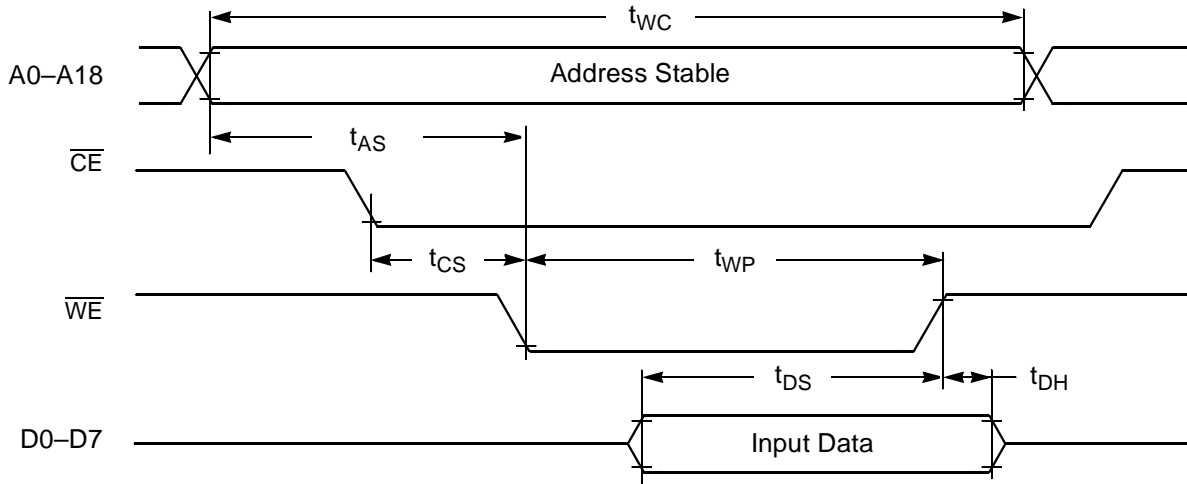 tWC
A0–A18
Address Stable
tAS
CE
tCS
tWP
WE
tDS
tDH
D0–D7
Input Data